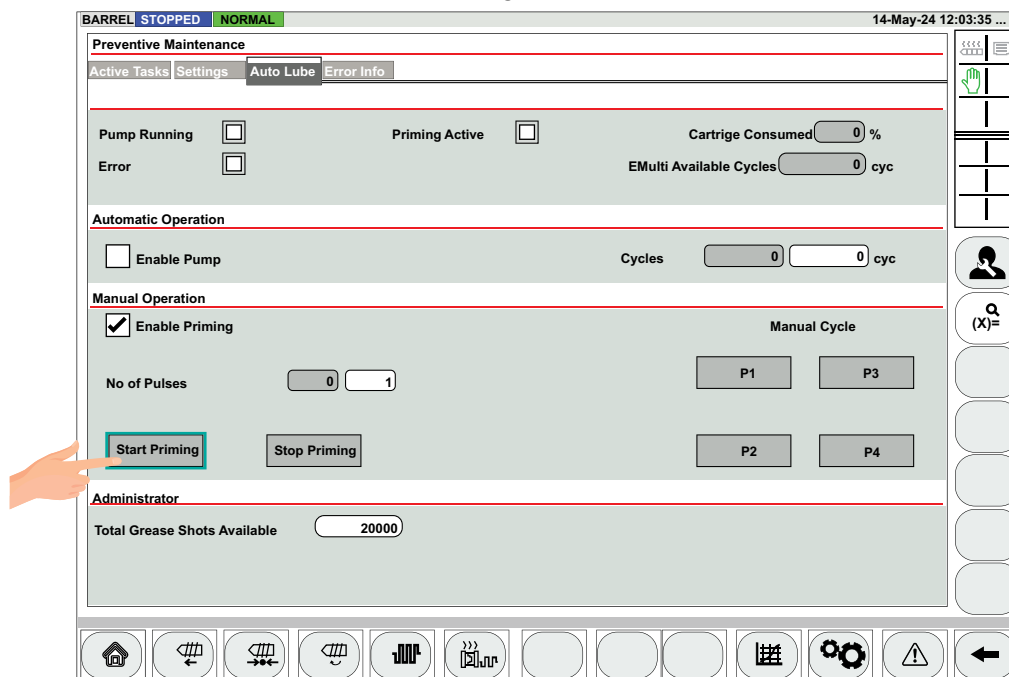 BARREL STOPPED NORMAL 14-May-24 12:03:35 ...
Preventive Maintenance
Active Tasks Settings Auto Lube Error Info
Pump Running Priming Active Cartrige Consumed 0 %
Error EMulti Available Cycles 0 cyc
Automatic Operation
Enable Pump Cycles 0 0 cyc
Manual Operation
Enable Priming Manual Cycle
No of Pulses 0 1 P1 P3
Start Priming Stop Priming P2 P4
Administrator
Total Grease Shots Available 20000
(X)=